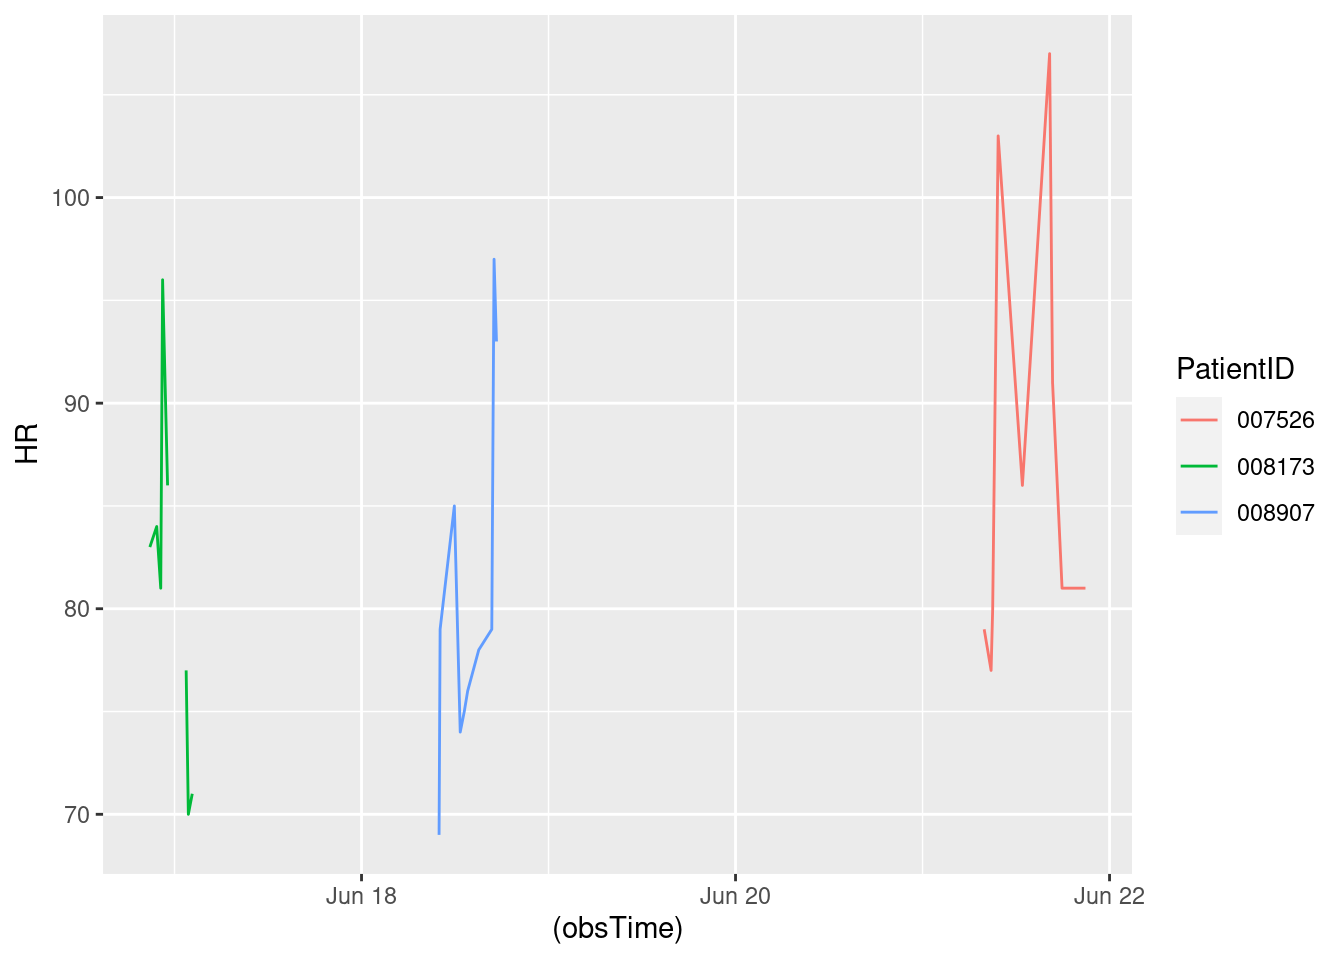 100
90
80
70
HR
Jun 18
Jun 20
Jun 22
(obsTime)
PatientID
007526
008173
008907